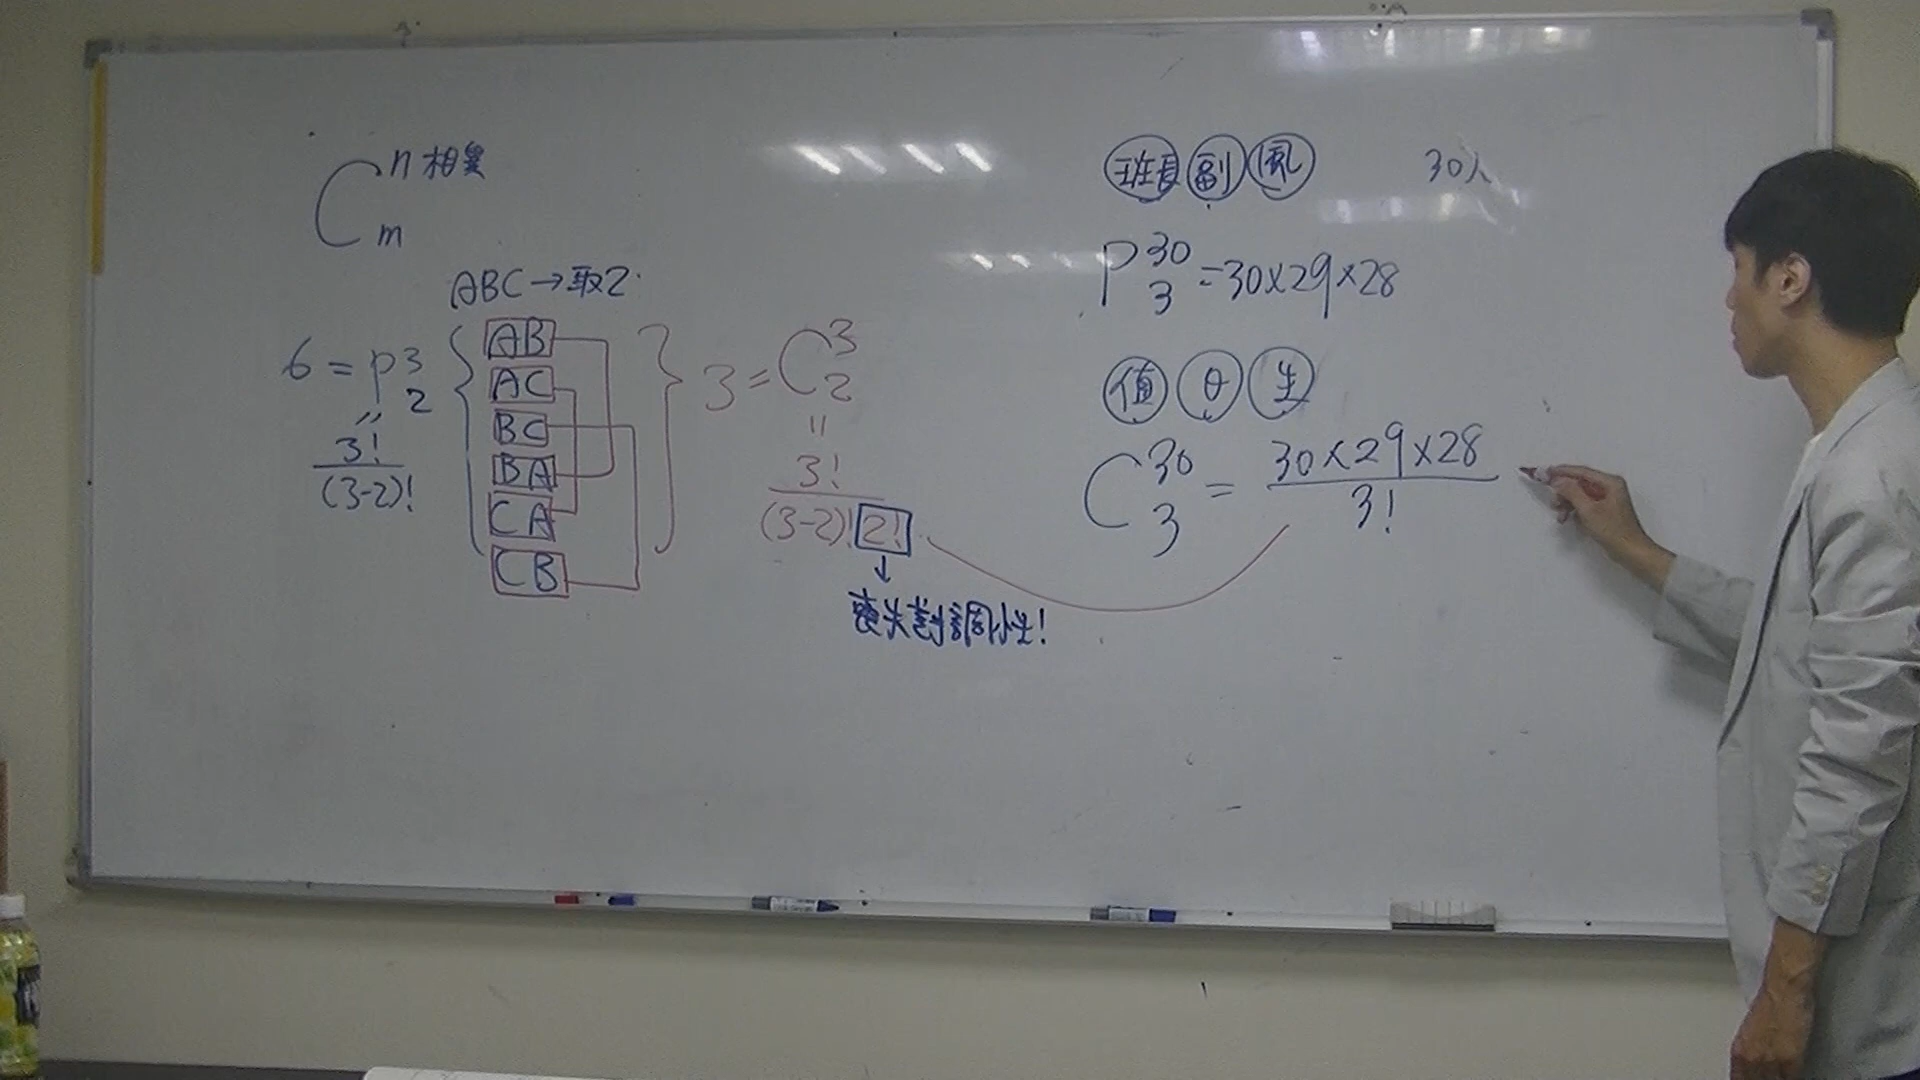 C n相異 m
ABC→取2
6 = P 3 2
"
3!
(3-2)!
AB
AC
BC
BA
CA
CB
3 = C 3 2
"
3!
(3-2)!2!
↓
喪失對調性!
班長 副 風 30人
P 30 3 = 30×29×28
值 日 生
C 30 3 = 30×29×28
3!